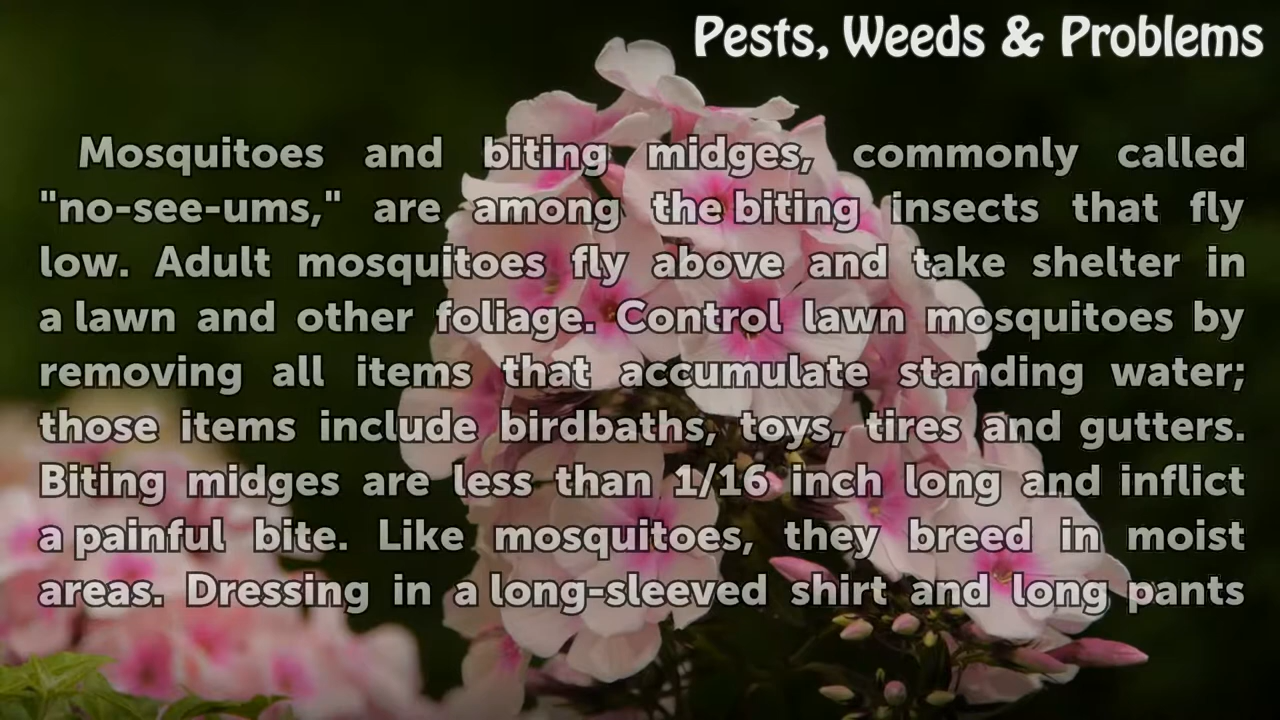 Pests, Weeds & Problems
Mosquitoes and biting midges, commonly called
"no-see-ums," are among the biting insects that fly
low. Adult mosquitoes fly above and take shelter in
a lawn and other foliage. Control lawn mosquitoes by
removing all items that accumulate standing water;
those items include birdbaths, toys, tires and gutters.
Biting midges are less than 1/16 inch long and inflict
a painful bite. Like mosquitoes, they breed in moist
areas. Dressing in a long-sleeved shirt and long pants